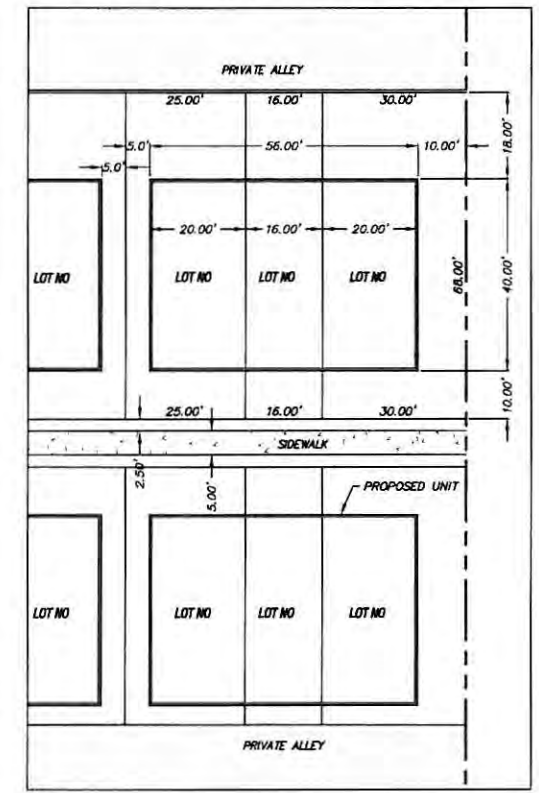 PRIVATE ALLEY
25.00' 16.00' 30.00'
5.0' 56.00' 10.00' 18.00'
5.0'
20.00' 16.00' 20.00'
LOT NO LOT NO LOT NO LOT NO 68.00' 40.00'
25.00' 16.00' 30.00' 10.00'
SIDEWALK
2.50' 5.00'
PROPOSED UNIT
LOT NO LOT NO LOT NO LOT NO
PRIVATE ALLEY